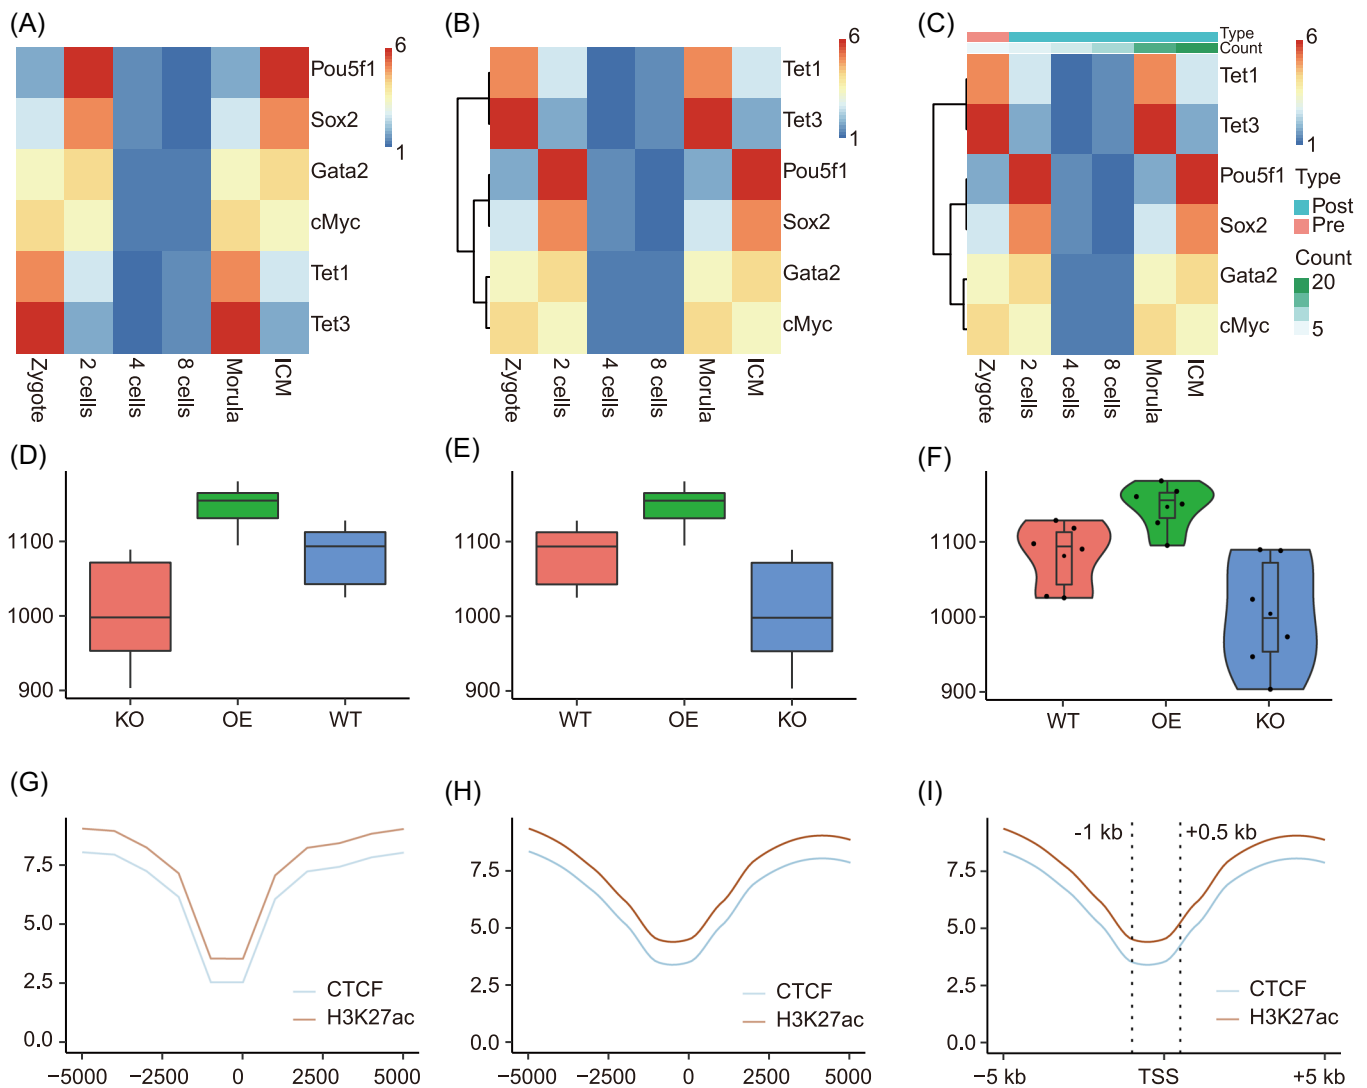 (A)
6
Pou5f1
Sox2
1
Gata2
cMyc
Tet1
Tet3
Zygote
2 cells
4 cells
8 cells
Morula
ICM
(B)
6
Tet1
Tet3
1
Pou5f1
Sox2
Gata2
cMyc
Zygote
2 cells
4 cells
8 cells
Morula
ICM
(C)
Type
Count
6
Tet1
Tet3
1
Pou5f1
Sox2
Gata2
cMyc
Type
Post
Pre
Count
20
5
Zygote
2 cells
4 cells
8 cells
Morula
ICM
(D)
1100
1000
900
KO OE WT
(E)
1100
1000
900
WT OE KO
(F)
1100
1000
900
WT OE KO
(G)
7.5
5.0
2.5
0.0
CTCF
H3K27ac
−5000 −2500 0 2500 5000
(H)
7.5
5.0
2.5
0.0
CTCF
H3K27ac
−5000 −2500 0 2500 5000
(I)
-1 kb +0.5 kb
7.5
5.0
2.5
0.0
CTCF
H3K27ac
−5 kb TSS +5 kb